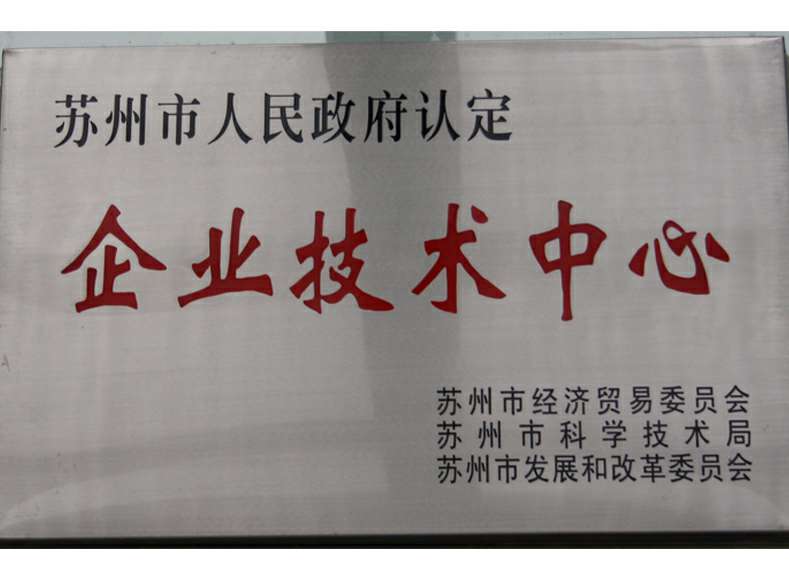 苏州市人民政府认定
企业技术中心
苏州市经济贸易委员会
苏州市科学技术局
苏州市发展和改革委员会